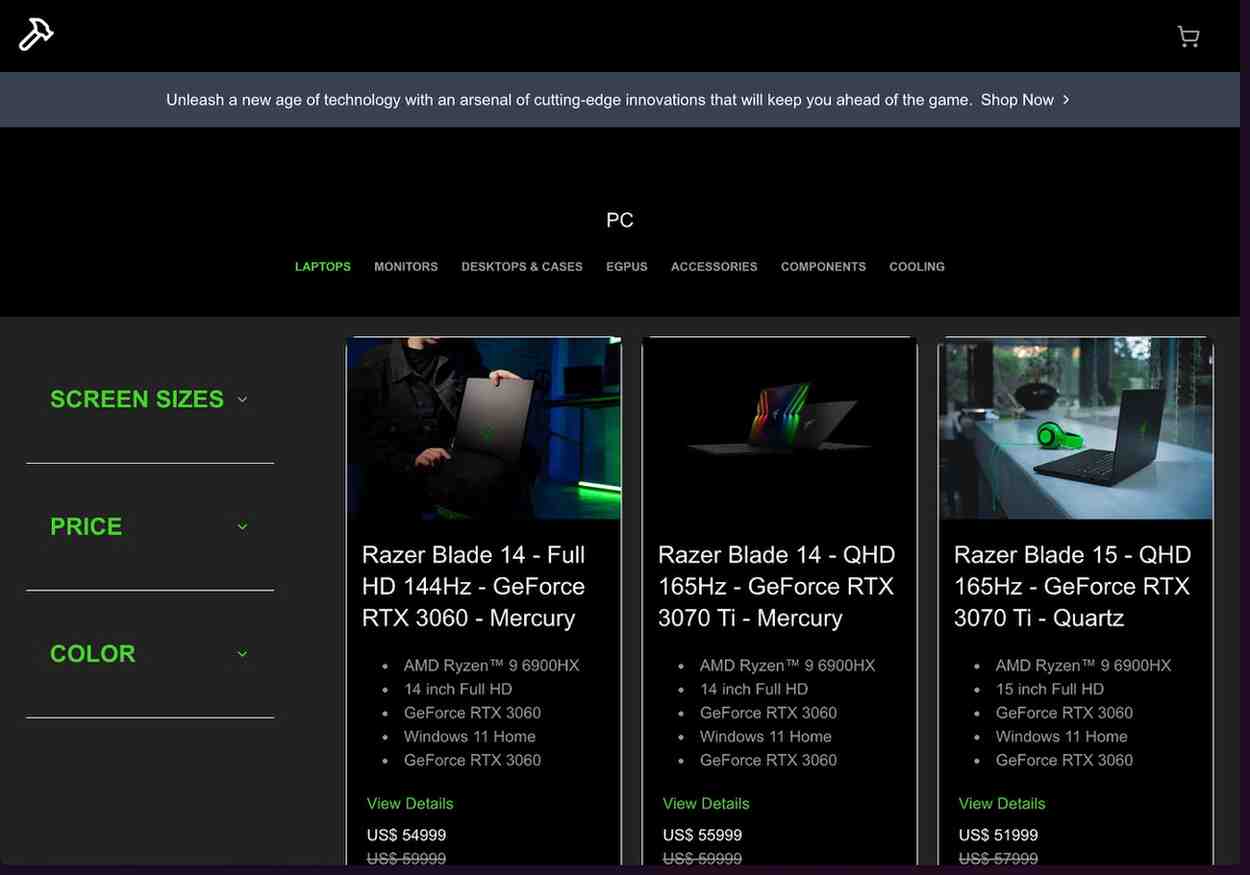 Unleash a new age of technology with an arsenal of cutting-edge innovations that will keep you ahead of the game. Shop Now
PC
LAPTOPS MONITORS DESKTOPS & CASES EGPUS ACCESSORIES COMPONENTS COOLING
SCREEN SIZES
PRICE
COLOR
Razer Blade 14 - Full
HD 144Hz - GeForce
RTX 3060 - Mercury
• AMD Ryzen™ 9 6900HX
• 14 inch Full HD
• GeForce RTX 3060
• Windows 11 Home
• GeForce RTX 3060
View Details
US$ 54999
US$ 59999
Razer Blade 14 - QHD
165Hz - GeForce RTX
3070 Ti - Mercury
• AMD Ryzen™ 9 6900HX
• 14 inch Full HD
• GeForce RTX 3060
• Windows 11 Home
• GeForce RTX 3060
View Details
US$ 55999
US$ 59999
Razer Blade 15 - QHD
165Hz - GeForce RTX
3070 Ti - Quartz
• AMD Ryzen™ 9 6900HX
• 15 inch Full HD
• GeForce RTX 3060
• Windows 11 Home
• GeForce RTX 3060
View Details
US$ 51999
US$ 57999